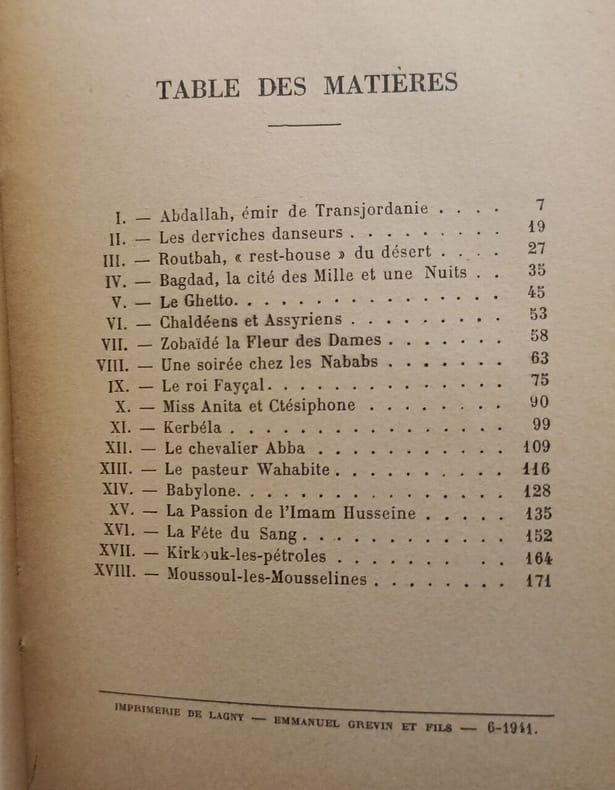 TABLE DES MATIÈRES
I. — Abdallah, émir de Transjordanie . . . . 7
II. — Les derviches danseurs . . . . . . . . . 19
III. — Routbah, « rest-house » du désert . . . . 27
IV. — Bagdad, la cité des Mille et une Nuits . . 35
V. — Le Ghetto. . . . . . . . . . . . . . . . 45
VI. — Chaldéens et Assyriens . . . . . . . . . 53
VII. — Zobaïdé la Fleur des Dames . . . . . . . 58
VIII. — Une soirée chez les Nababs . . . . . . . 63
IX. — Le roi Fayçal. . . . . . . . . . . . . . 75
X. — Miss Anita et Ctésiphone . . . . . . . . 90
XI. — Kerbéla . . . . . . . . . . . . . . . . 99
XII. — Le chevalier Abba . . . . . . . . . . . 109
XIII. — Le pasteur Wahabite . . . . . . . . . . 116
XIV. — Babylone. . . . . . . . . . . . . . . . 128
XV. — La Passion de l'Imam Husseine . . . . . 135
XVI. — La Fête du Sang . . . . . . . . . . . . 152
XVII. — Kirkouk-les-pétroles . . . . . . . . . 164
XVIII. — Moussoul-les-Mousselines . . . . . . . . 171
IMPRIMERIE DE LAGNY — EMMANUEL GREVIN ET FILS — 6-1941.